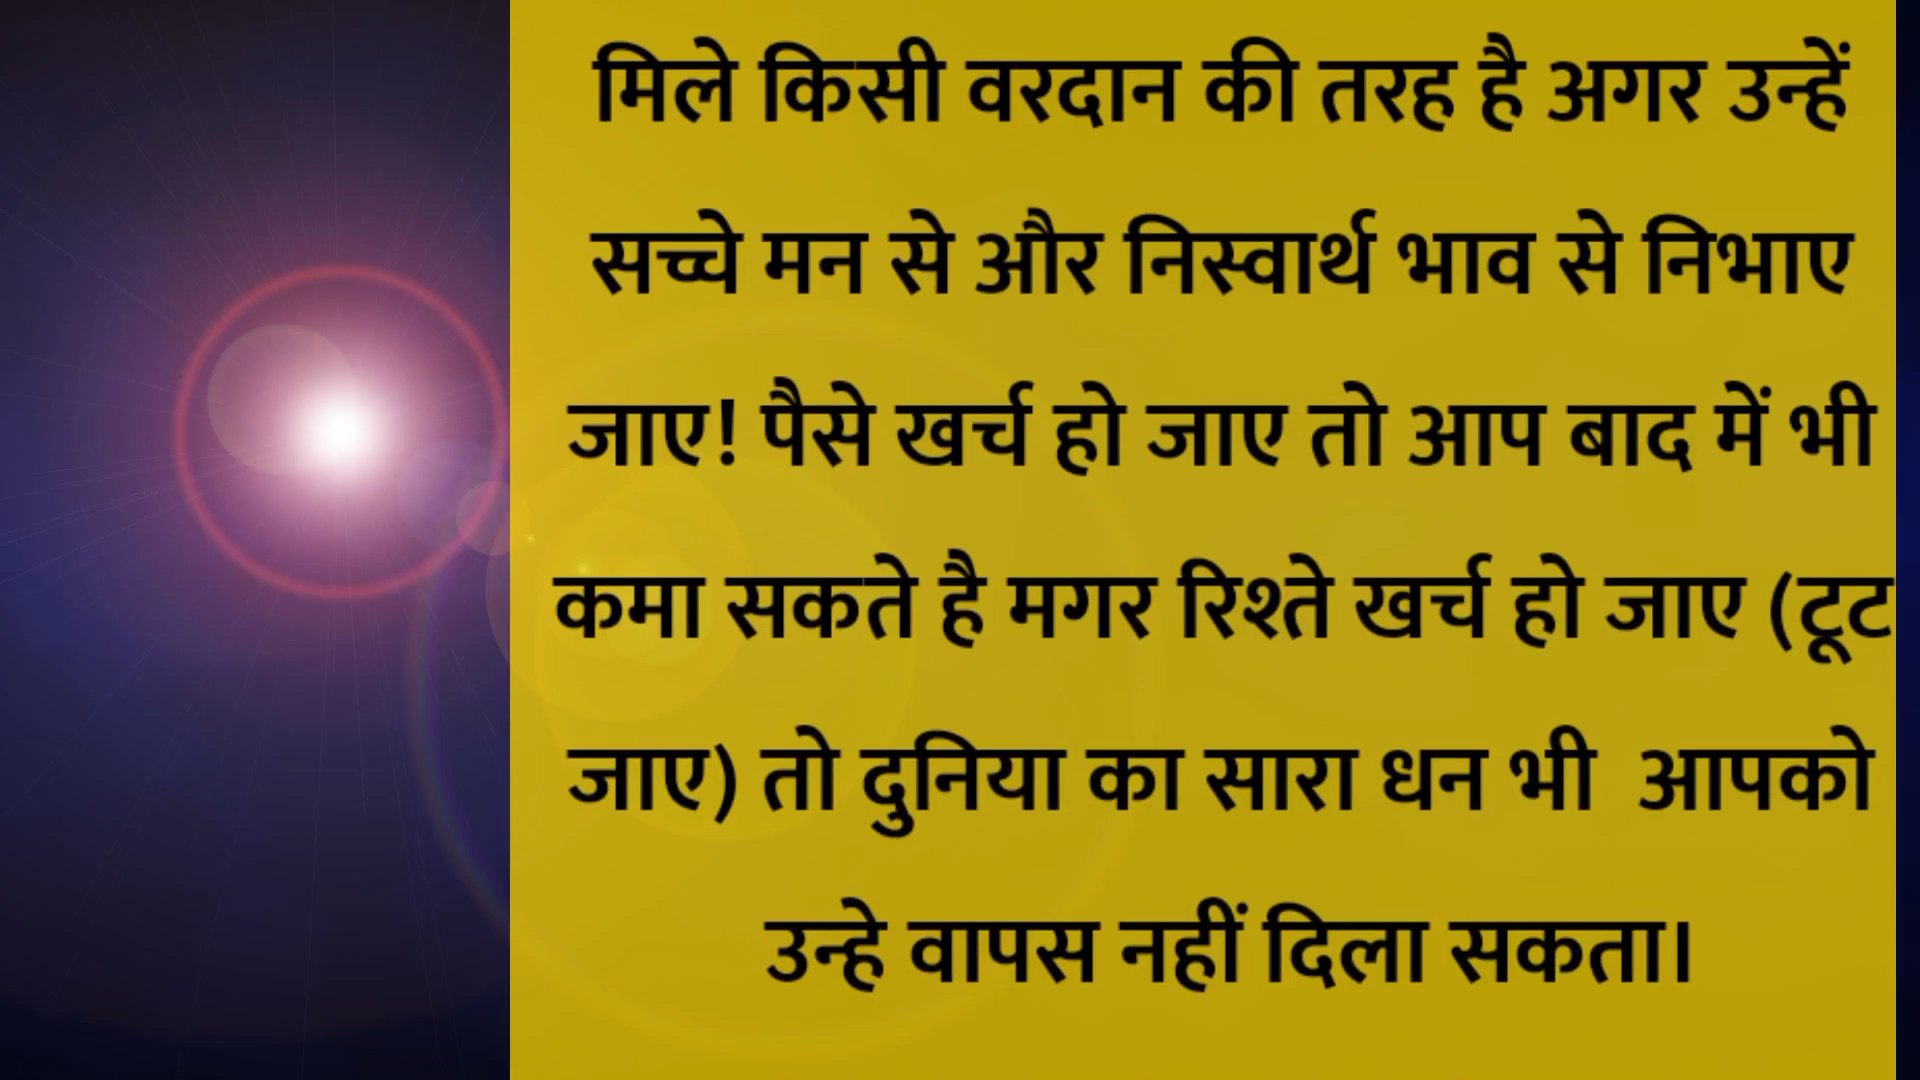 मिले किसी वरदान की तरह है अगर उन्हें
सच्चे मन से और निस्वार्थ भाव से निभाए
जाए! पैसे खर्च हो जाए तो आप बाद में भी
कमा सकते है मगर रिश्ते खर्च हो जाए (टूट
जाए) तो दुनिया का सारा धन भी  आपको
उन्हे वापस नहीं दिला सकता।